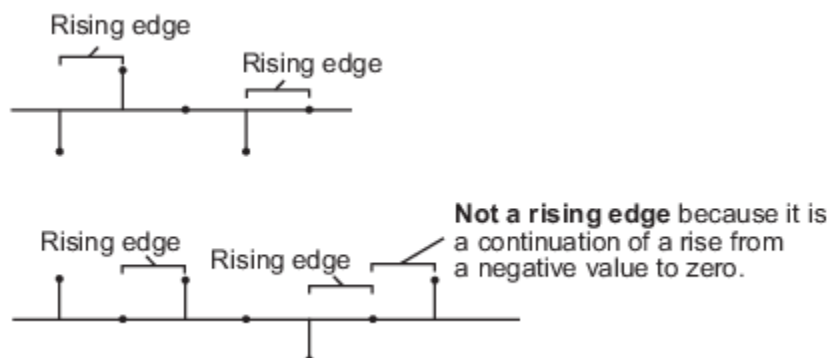 Rising edge
Rising edge
Not a rising edge because it is
a continuation of a rise from
a negative value to zero.
Rising edge
Rising edge